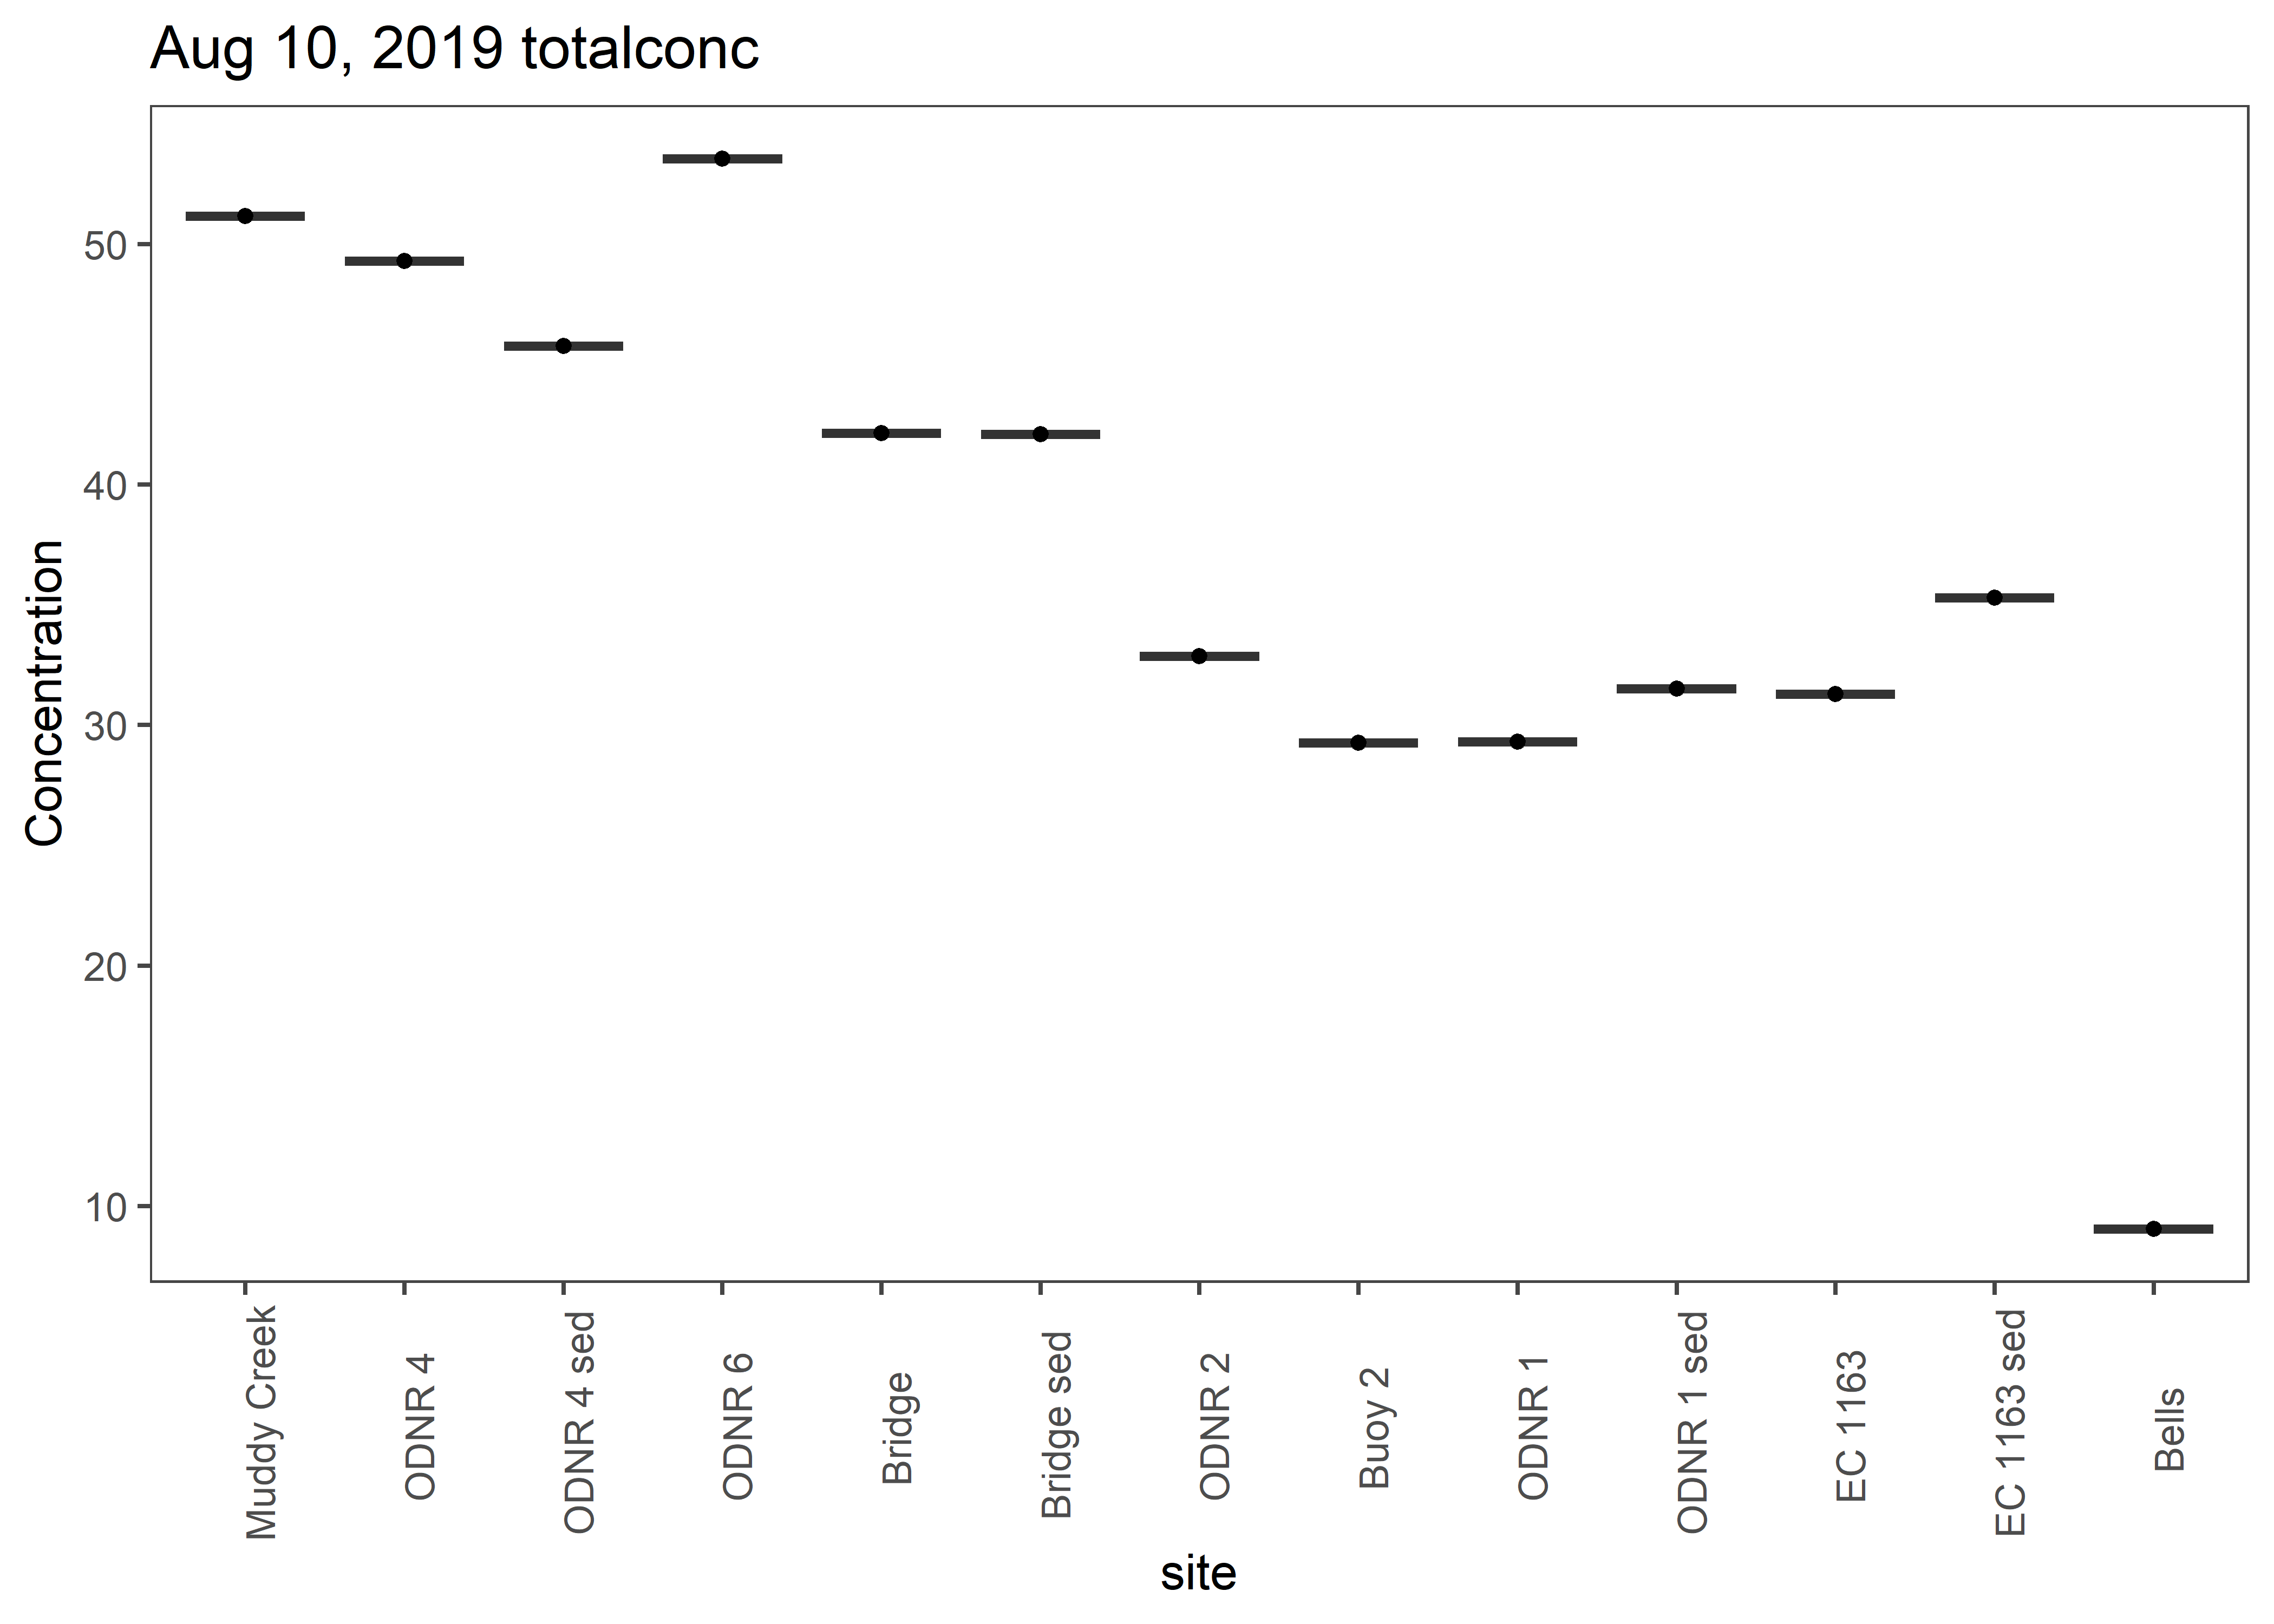 Aug 10, 2019 totalconc
Concentration
50
40
30
20
10
Muddy Creek
ODNR 4
ODNR 4 sed
ODNR 6
Bridge
Bridge sed
ODNR 2
Buoy 2
ODNR 1
ODNR 1 sed
EC 1163
EC 1163 sed
Bells
site